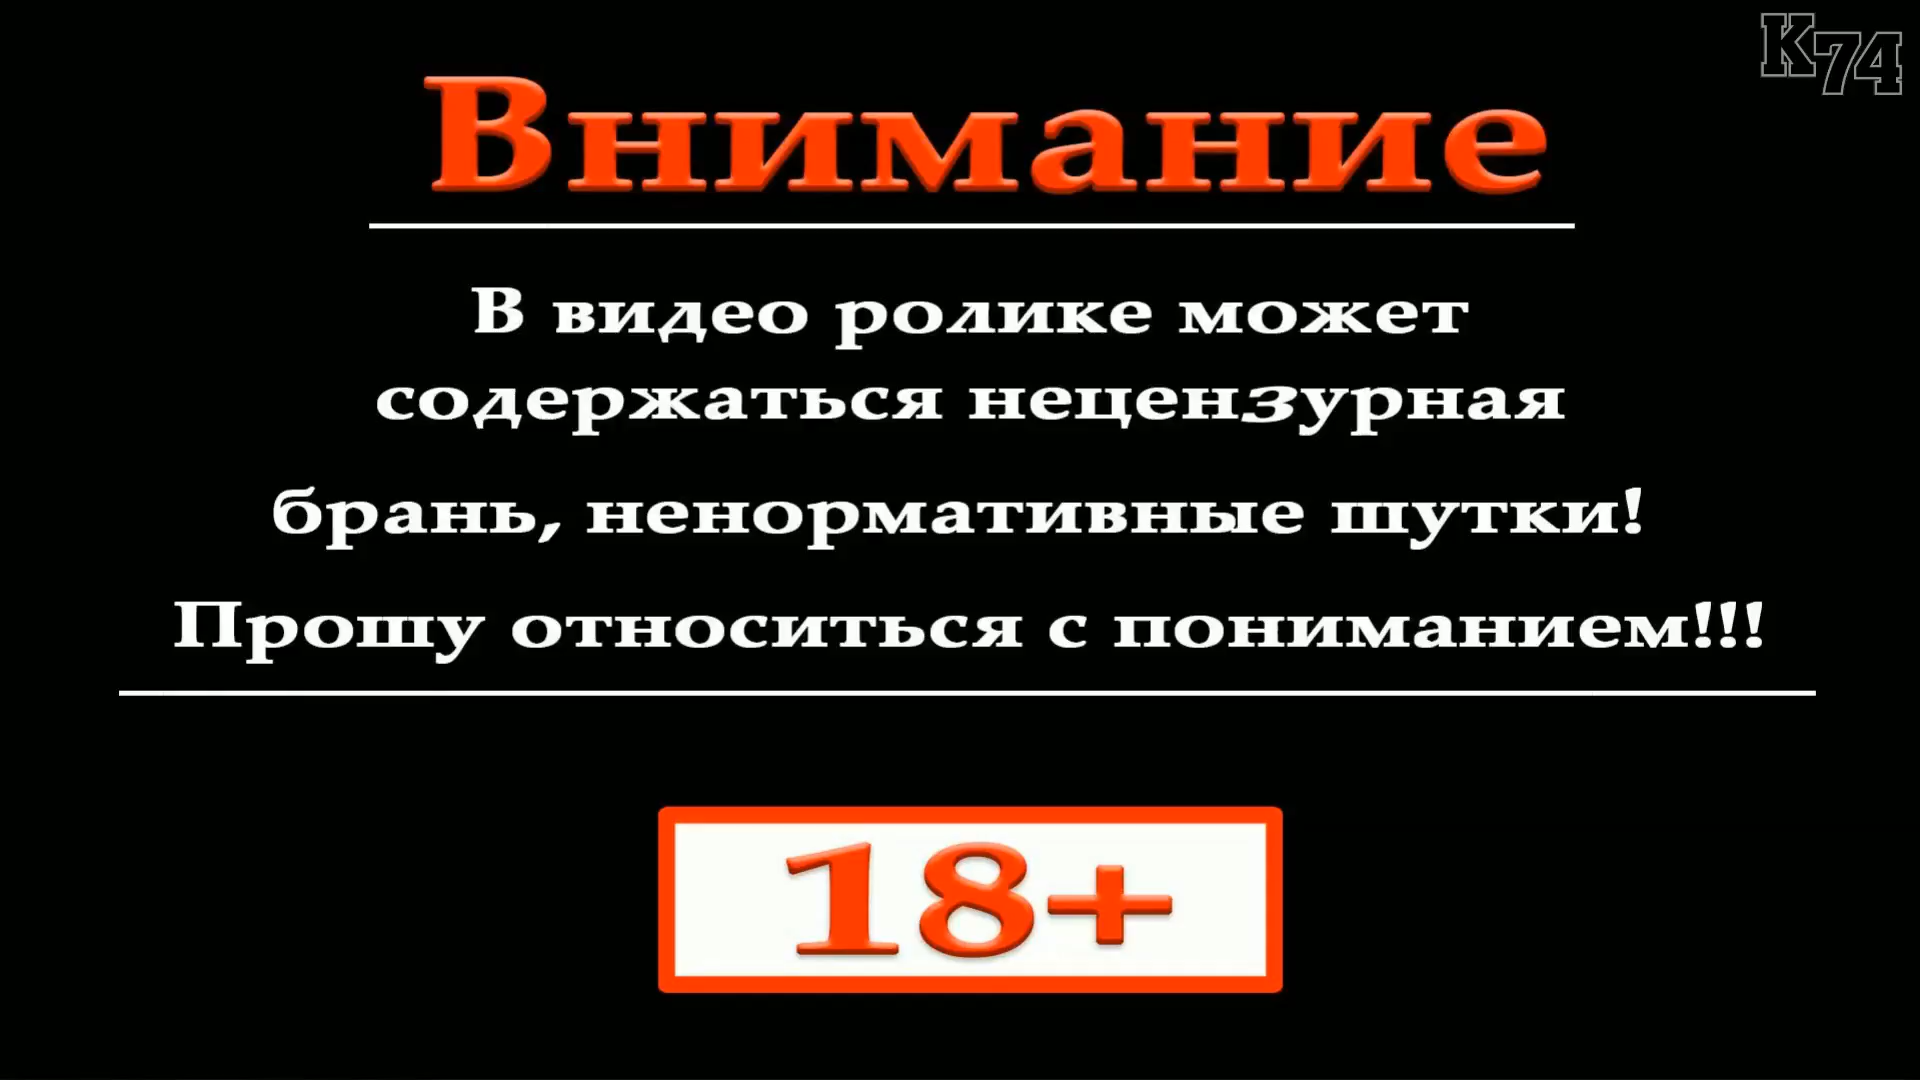 K74
Внимание
В видео ролике может
содержаться нецензурная
брань, ненормативные шутки!
Прошу относиться с пониманием!!!
18+